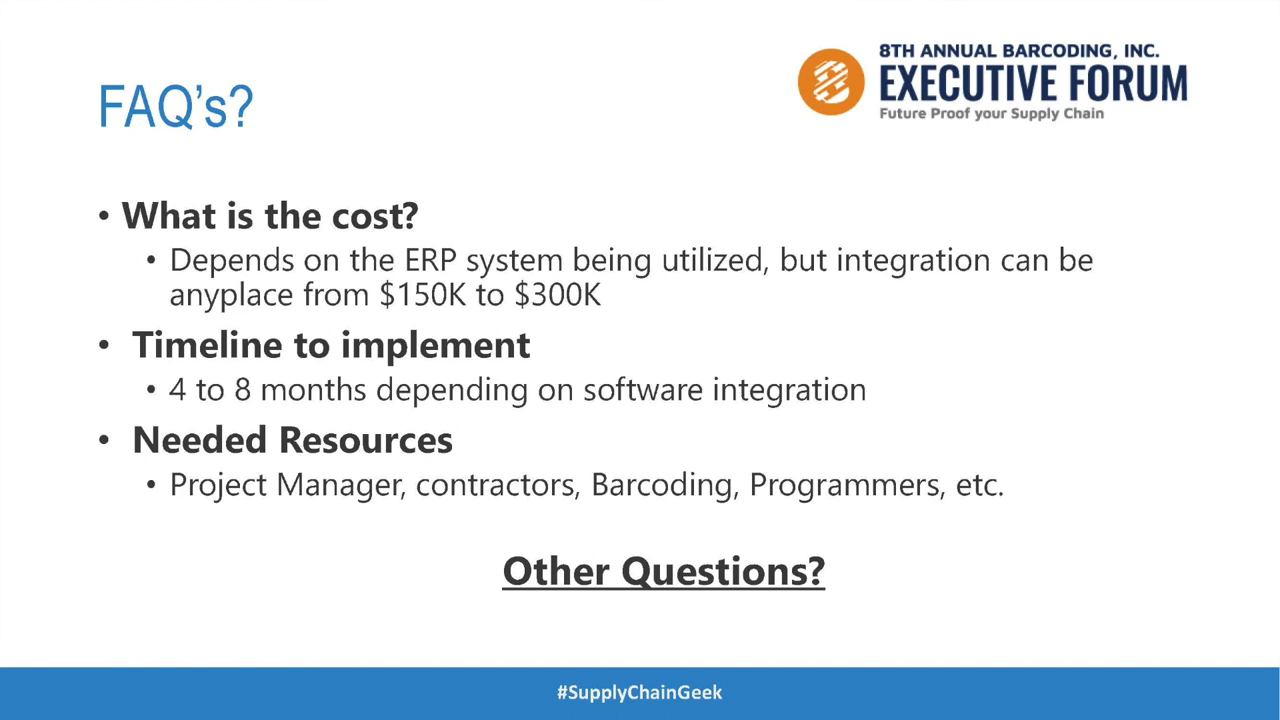 8TH ANNUAL BARCODING, INC.
EXECUTIVE FORUM
Future Proof your Supply Chain
FAQ's?
• What is the cost?
• Depends on the ERP system being utilized, but integration can be
anyplace from $150K to $300K
• Timeline to implement
• 4 to 8 months depending on software integration
• Needed Resources
• Project Manager, contractors, Barcoding, Programmers, etc.
Other Questions?
#SupplyChainGeek